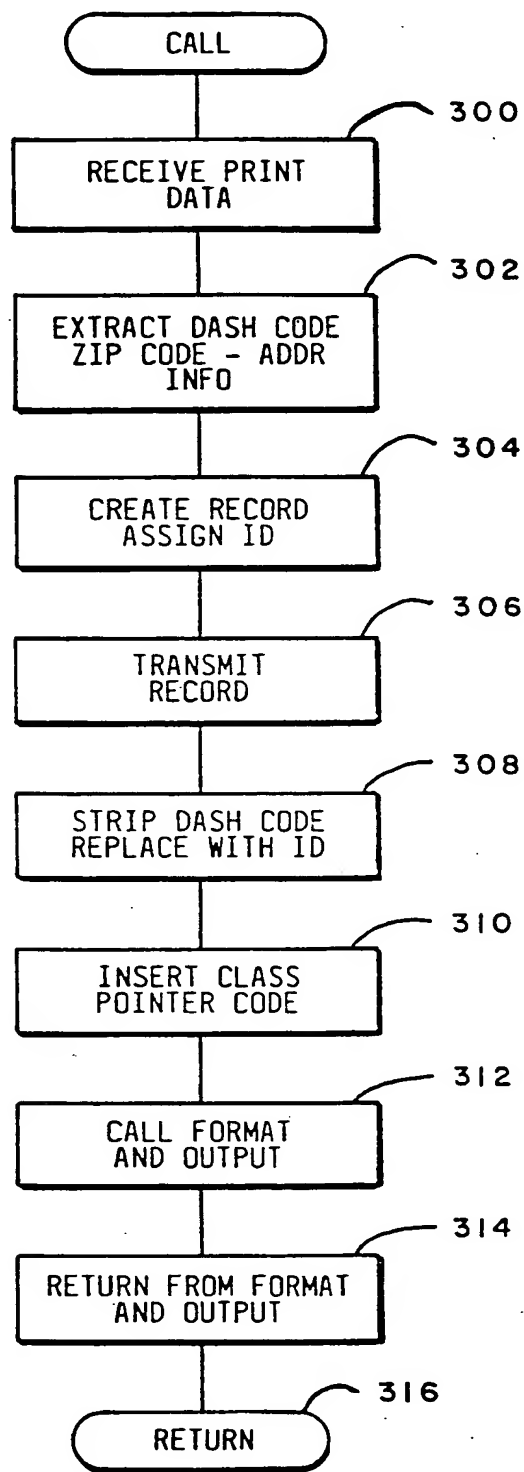 CALL
300
RECEIVE PRINT
DATA
302
EXTRACT DASH CODE
ZIP CODE - ADDR
INFO
304
CREATE RECORD
ASSIGN ID
306
TRANSMIT
RECORD
308
STRIP DASH CODE
REPLACE WITH ID
310
INSERT CLASS
POINTER CODE
312
CALL FORMAT
AND OUTPUT
314
RETURN FROM FORMAT
AND OUTPUT
316
RETURN